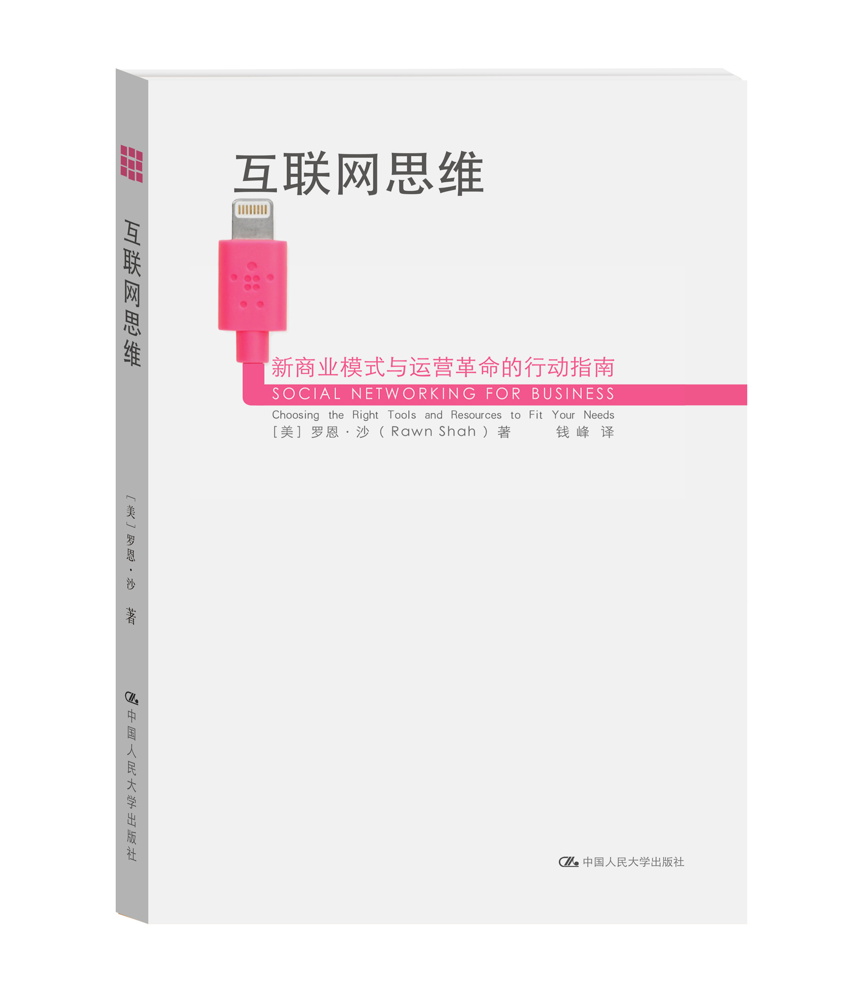 互联网思维
新商业模式与运营革命的行动指南
SOCIAL NETWORKING FOR BUSINESS
Choosing the Right Tools and Resources to Fit Your Needs
[美] 罗恩·沙（Rawn Shah）著 钱峰 译
中国人民大学出版社
互联网思维
[美]罗恩·沙 著
中国人民大学出版社